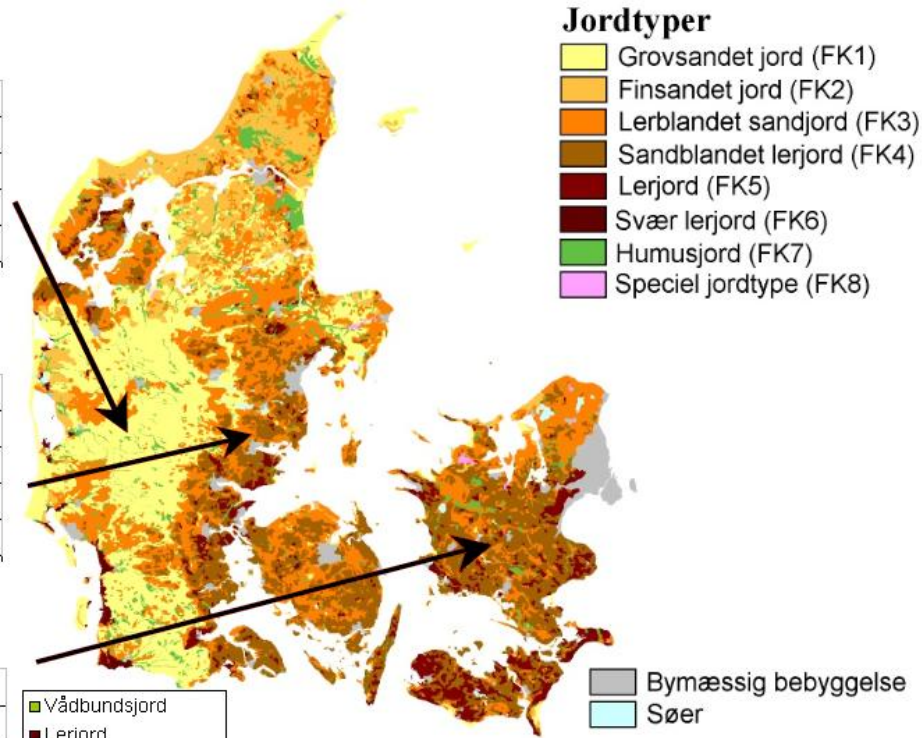 Jordtyper
Grovsandet jord (FK1)
Finsandet jord (FK2)
Lerblandet sandjord (FK3)
Sandblandet lerjord (FK4)
Lerjord (FK5)
Svær lerjord (FK6)
Humusjord (FK7)
Speciel jordtype (FK8)
Bymæssig bebyggelse
Søer
Vådbundsjord
Lerjord